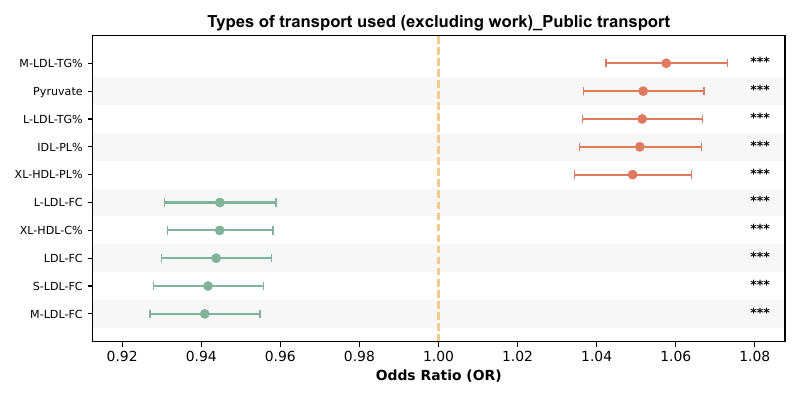 Types of transport used (excluding work)_Public transport
M-LDL-TG% ***
Pyruvate ***
L-LDL-TG% ***
IDL-PL% ***
XL-HDL-PL% ***
L-LDL-FC ***
XL-HDL-C% ***
LDL-FC ***
S-LDL-FC ***
M-LDL-FC ***
0.92 0.94 0.96 0.98 1.00 1.02 1.04 1.06 1.08
Odds Ratio (OR)